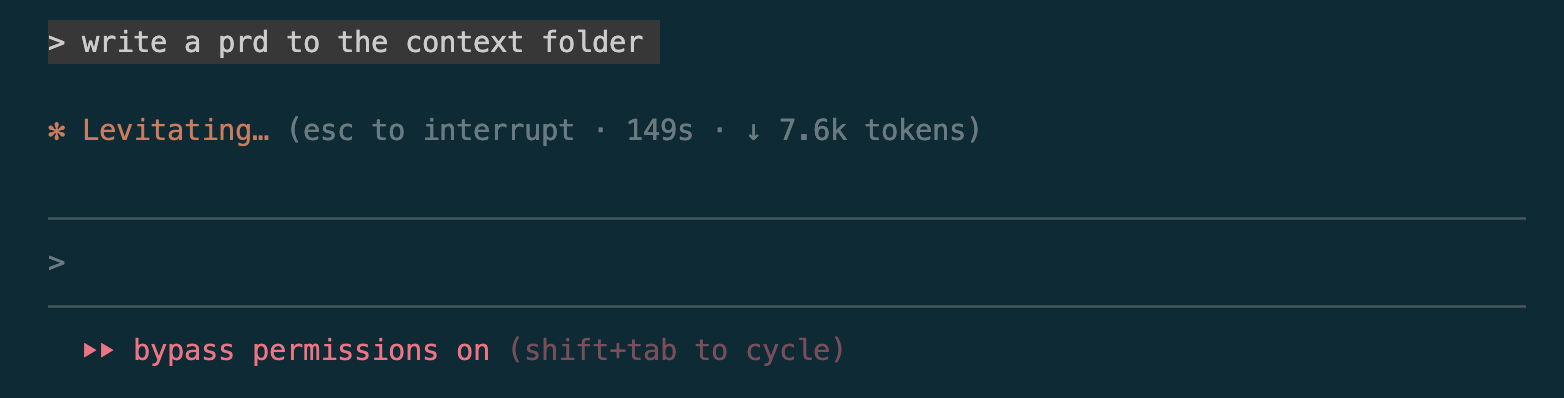 > write a prd to the context folder
✻ Levitating… (esc to interrupt · 149s · ↓ 7.6k tokens)
>
⏵⏵ bypass permissions on (shift+tab to cycle)